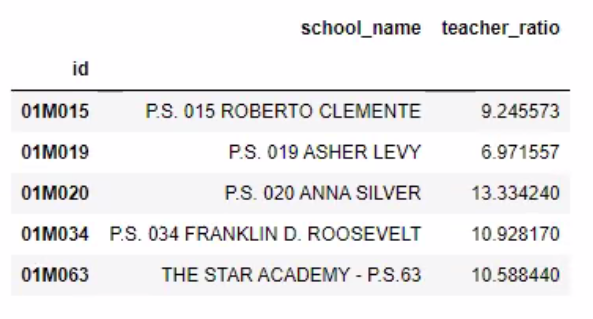 school_name teacher_ratio
id
01M015 P.S. 015 ROBERTO CLEMENTE 9.245573
01M019 P.S. 019 ASHER LEVY 6.971557
01M020 P.S. 020 ANNA SILVER 13.334240
01M034 P.S. 034 FRANKLIN D. ROOSEVELT 10.928170
01M063 THE STAR ACADEMY - P.S.63 10.588440